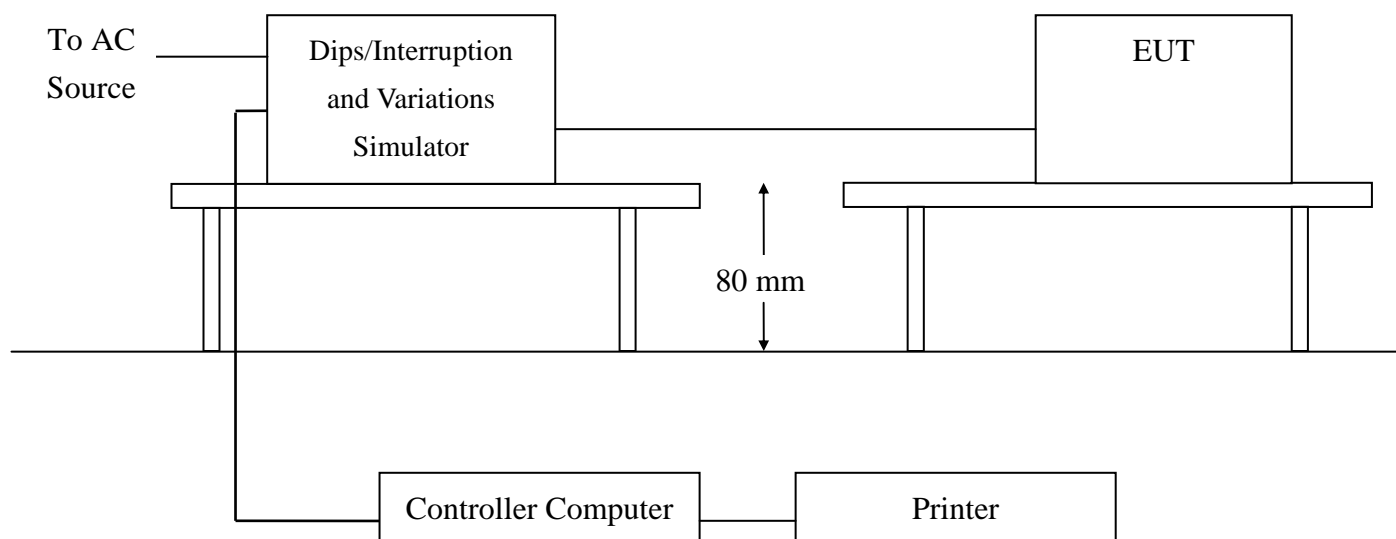 To AC
Source
Dips/Interruption
and Variations
Simulator
EUT
80 mm
Controller Computer
Printer